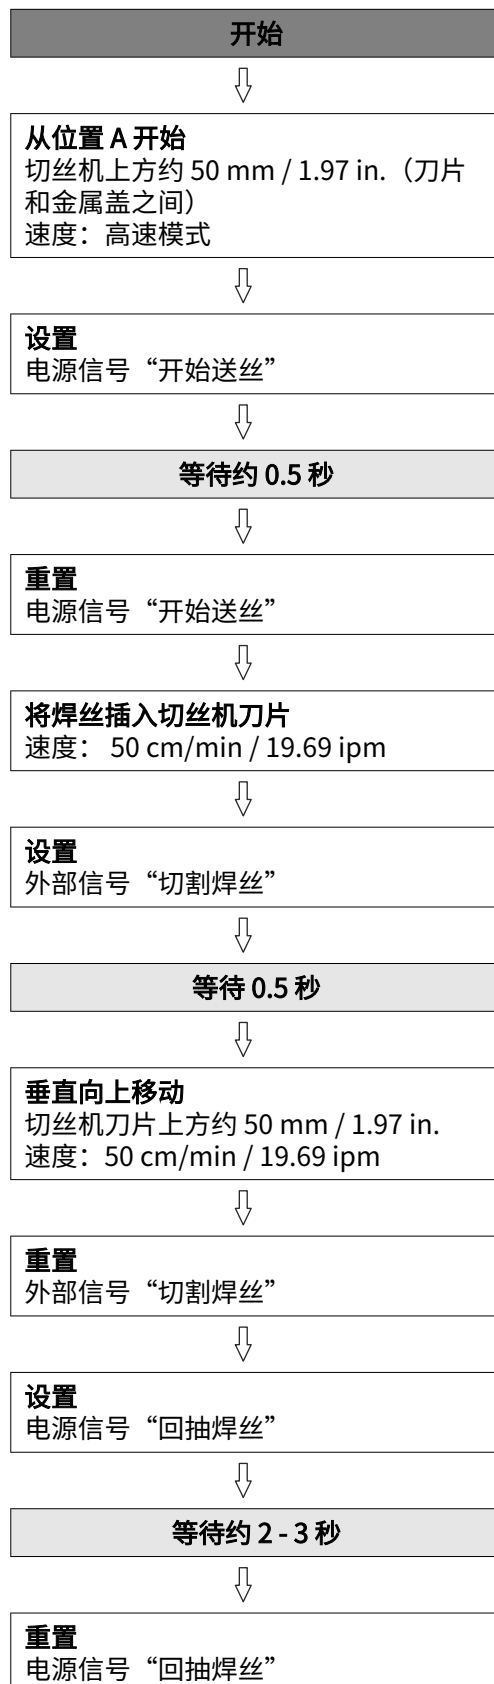 开始
从位置 A 开始
切丝机上方约 50 mm / 1.97 in.（刀片
和金属盖之间）
速度：高速模式
设置
电源信号“开始送丝”
等待约 0.5 秒
重置
电源信号“开始送丝”
将焊丝插入切丝机刀片
速度： 50 cm/min / 19.69 ipm
设置
外部信号“切割焊丝”
等待 0.5 秒
垂直向上移动
切丝机刀片上方约 50 mm / 1.97 in.
速度：50 cm/min / 19.69 ipm
重置
外部信号“切割焊丝”
设置
电源信号“回抽焊丝”
等待约 2 - 3 秒
重置
电源信号“回抽焊丝”